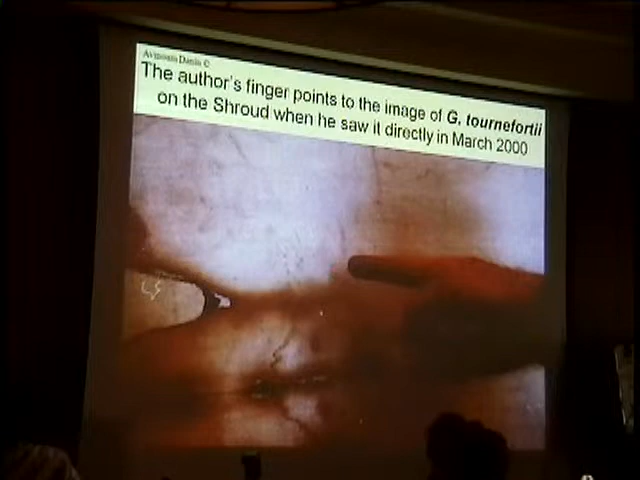 Avinoam Danin ©
The author's finger points to the image of G. tournefortii
on the Shroud when he saw it directly in March 2000